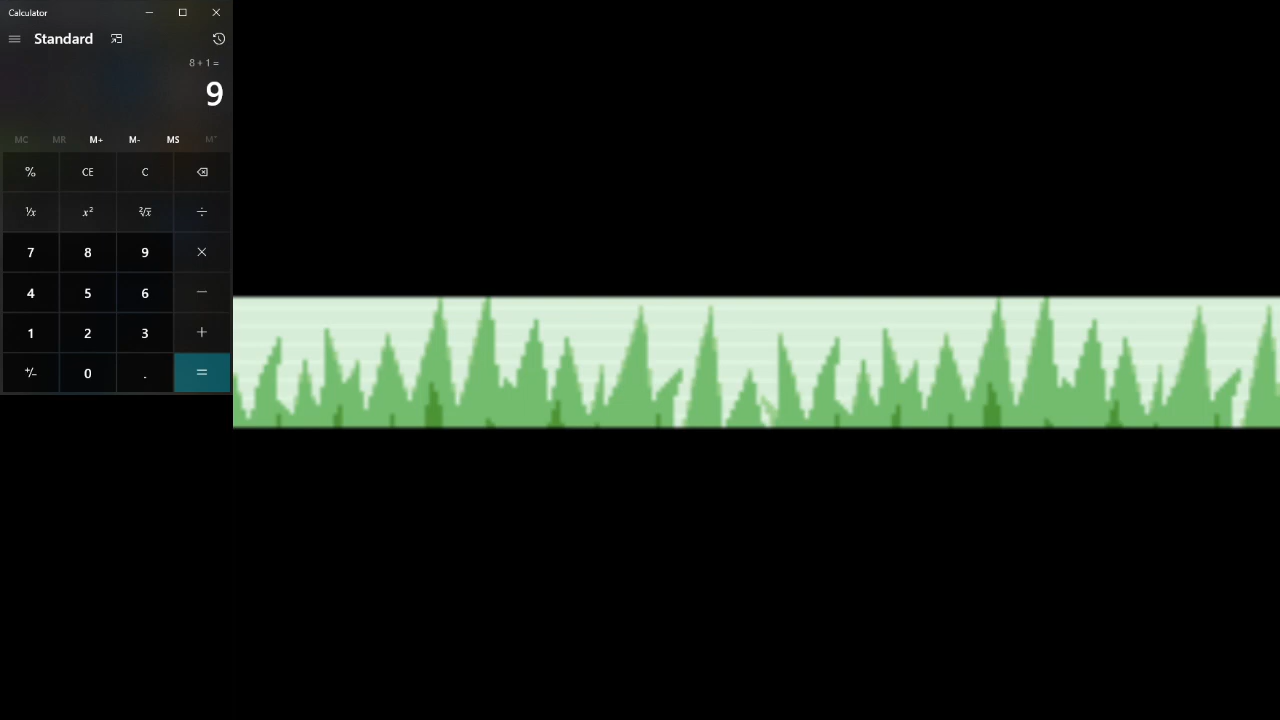 Calculator
Standard
8 + 1 =
9
MC MR M+ M- MS M˅
% CE C
¹/x x² ²√x ÷
7 8 9 ×
4 5 6 −
1 2 3 +
+/− 0 . =